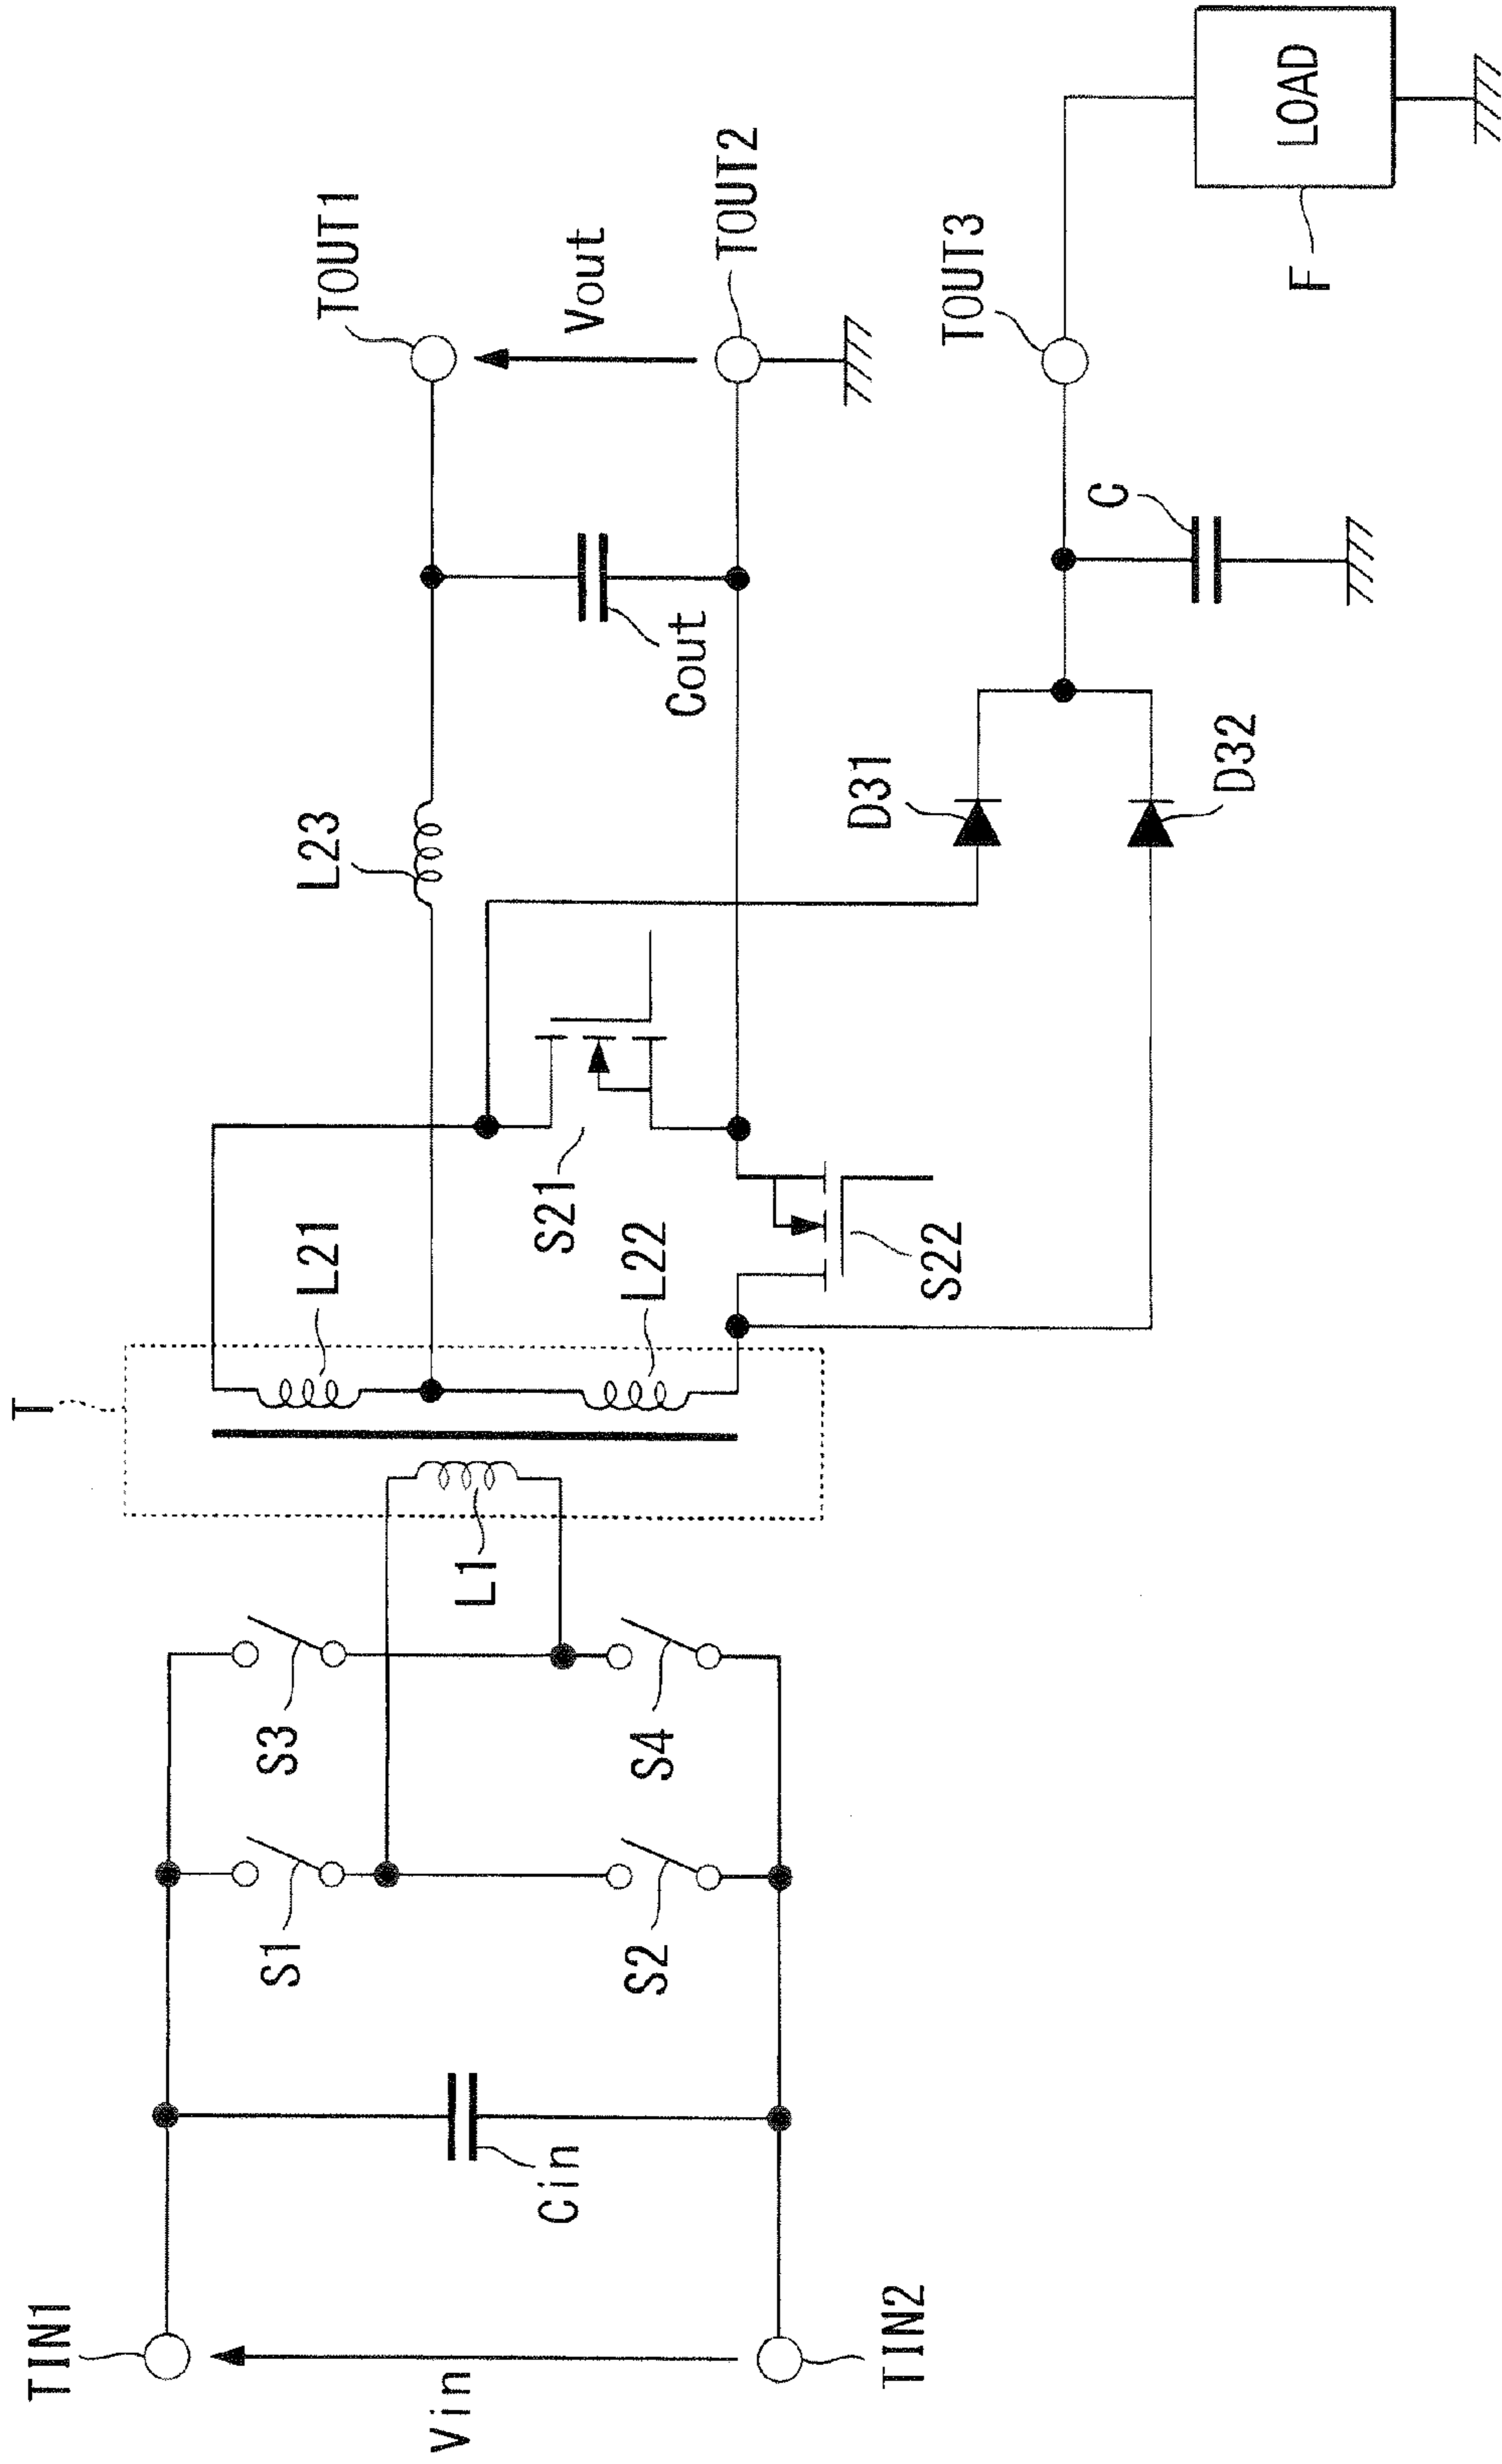 T
TIN1
Vin
TIN2
Cin
S1
S2
S3
S4
L1
L21
L22
S21
S22
L23
Cout
TOUT1
Vout
TOUT2
D31
D32
C
TOUT3
LOAD
F